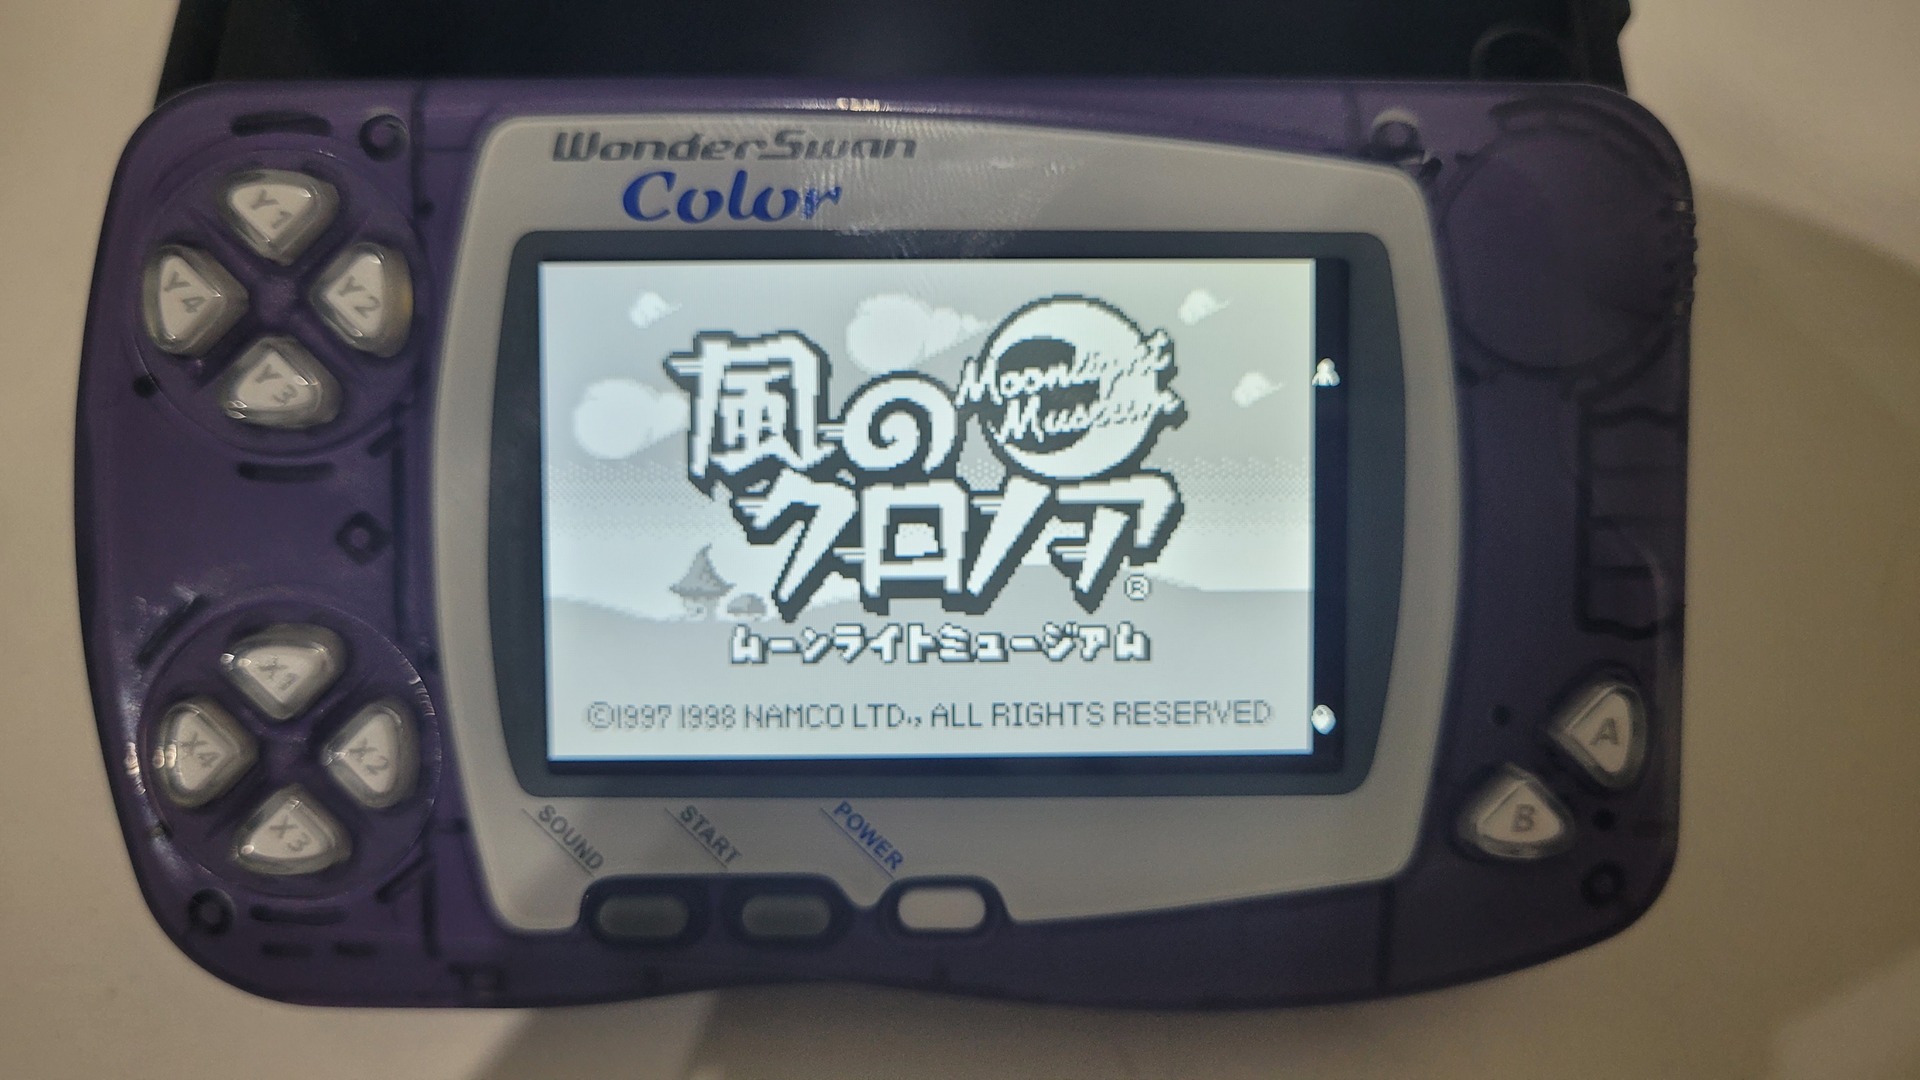 WonderSwan
Color
Y1
Y4
Y2
Y3
風の
Moonlight
Museum
クロノア®
ムーンライトミュージアム
©1997 1998 NAMCO LTD., ALL RIGHTS RESERVED
X1
X4
X2
X3
A
B
SOUND
START
POWER